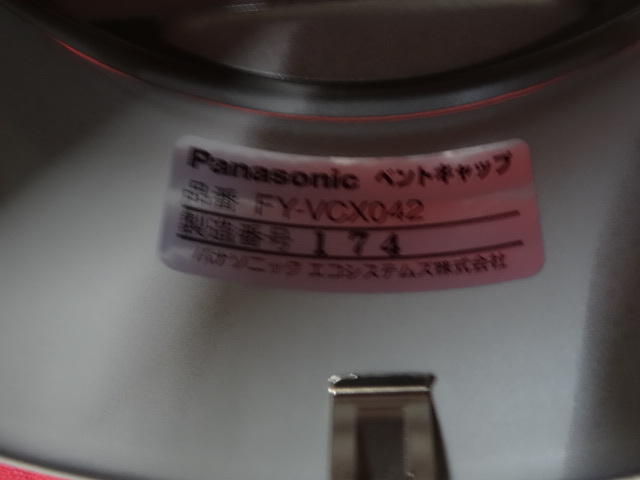 Panasonic ベントキャップ
品番 FY-VCX042
製造番号 174
パナソニック エコシステムズ株式会社